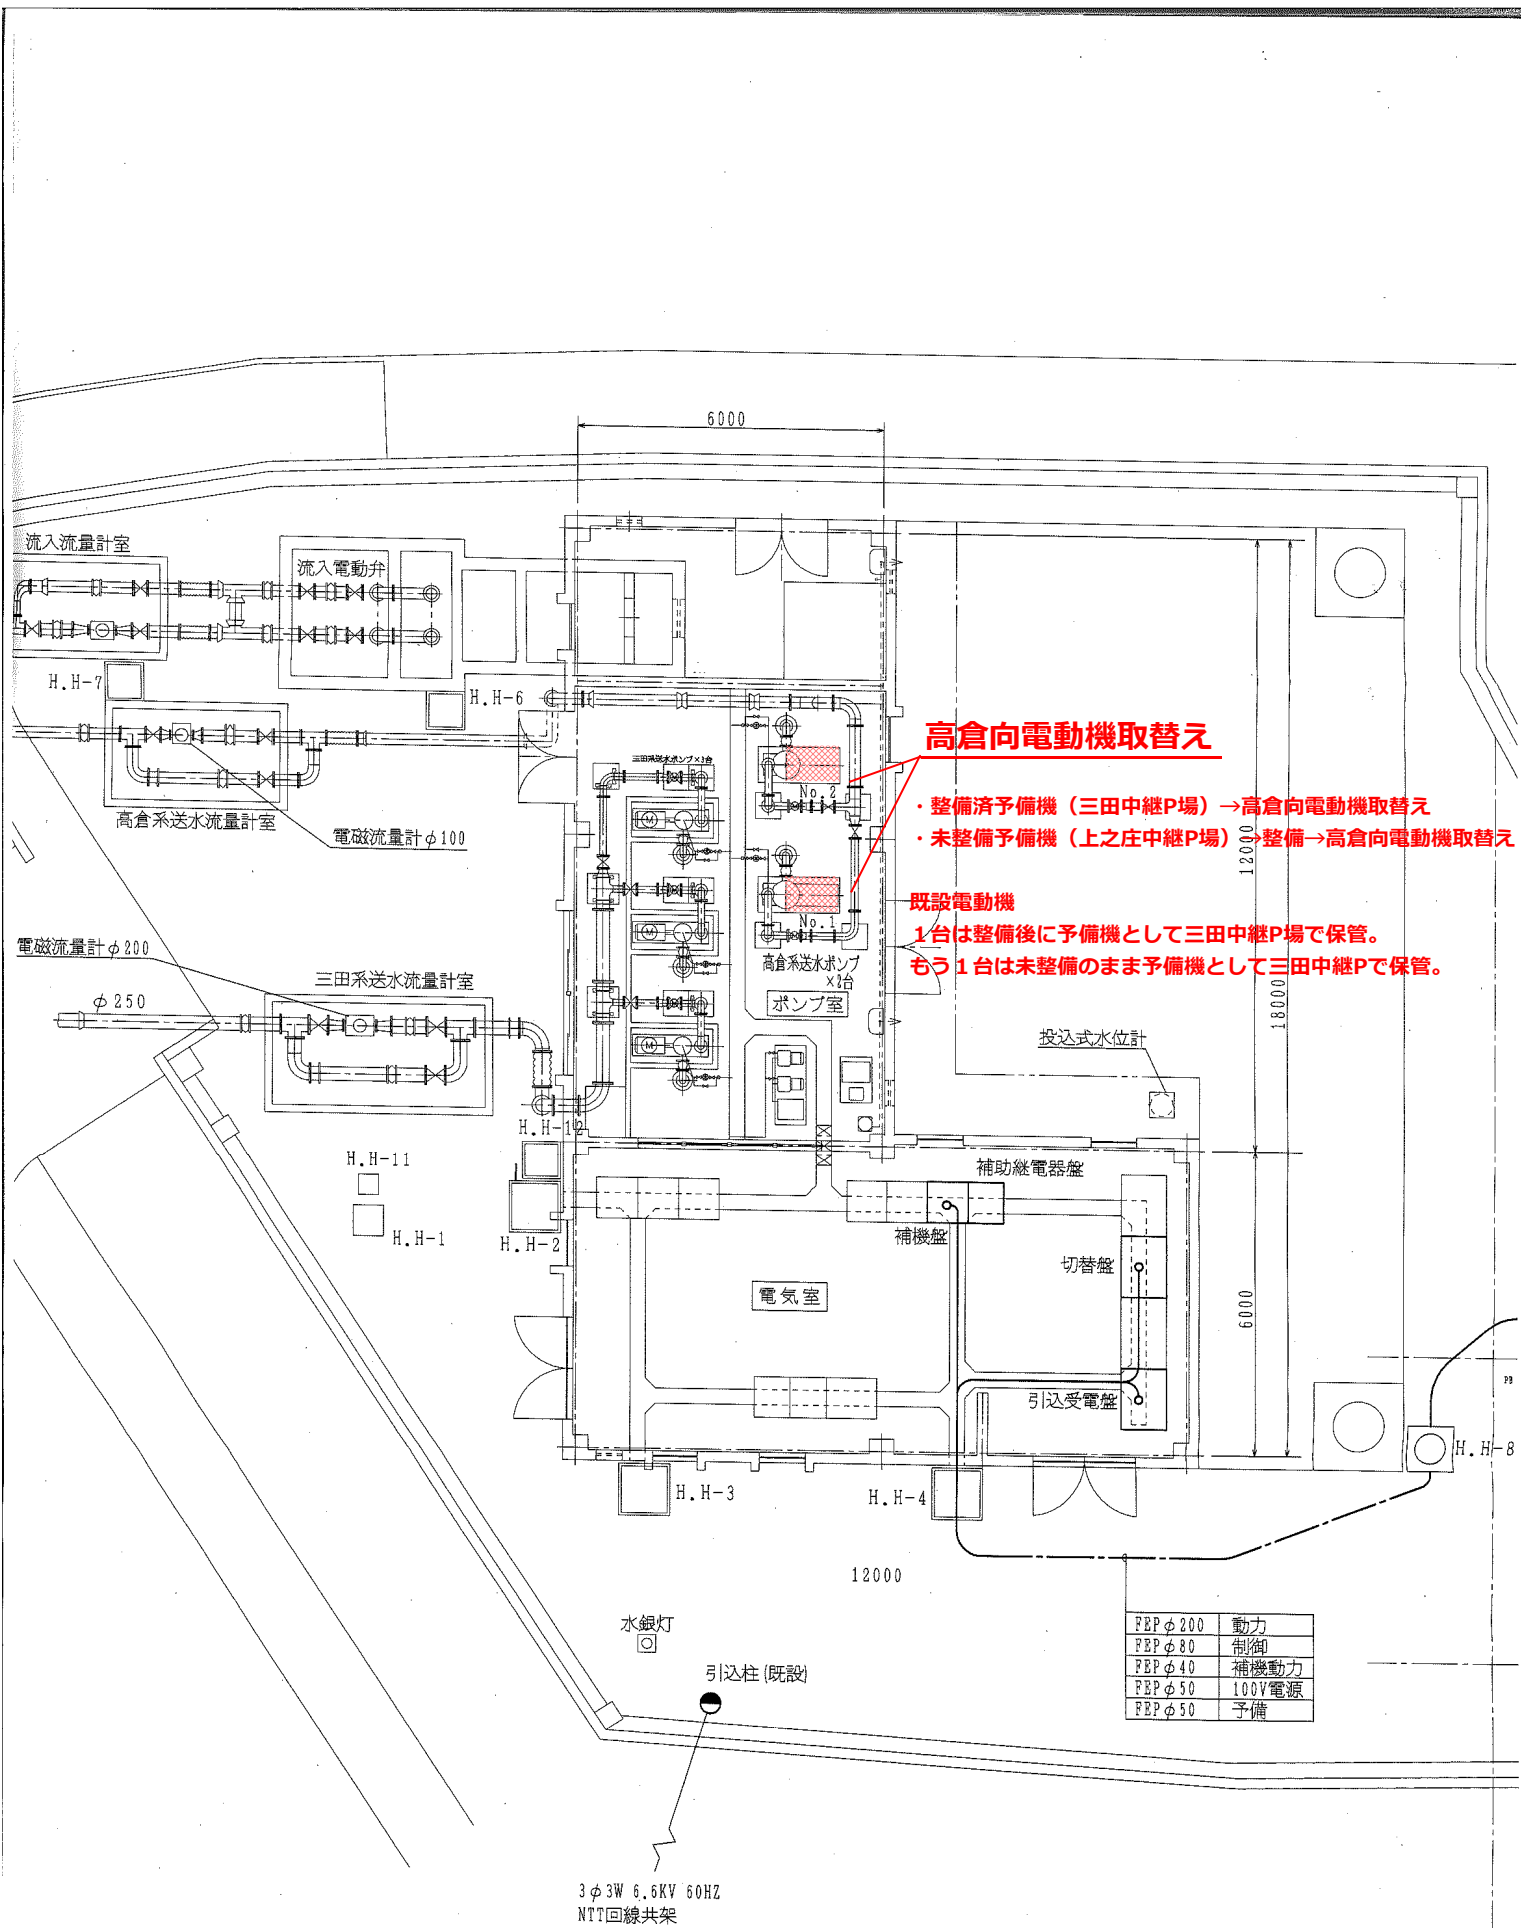 6000
流入流量計室
流入電動弁
H.H-7
H.H-6
高倉向電動機取替え
三田系送水ポンプ×3台
No.2
・整備済予備機（三田中継P場）→高倉向電動機取替え
高倉系送水流量計室
電磁流量計φ100
・未整備予備機（上之庄中継P場）→整備→高倉向電動機取替え
12000
M
既設電動機
No.1
1台は整備後に予備機として三田中継P場で保管。
M
電磁流量計φ200
高倉系送水ポンプ
×2台
もう１台は未整備のまま予備機として三田中継Pで保管。
三田系送水流量計室
φ250
ポンプ室
18000
投込式水位計
M
H.H-12
H.H-11
補助継電器盤
H.H-1
H.H-2
補機盤
切替盤
電気室
6000
引込受電盤
PB
H.H-8
H.H-3
H.H-4
12000
水銀灯
引込柱(既設)
FEPφ200 動力
FEPφ80 制御
FEPφ40 補機動力
FEPφ50 100V電源
FEPφ50 予備
3φ3W 6.6KV 60HZ
NTT回線共架